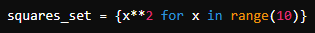 squares_set = {x**2 for x in range(10)}